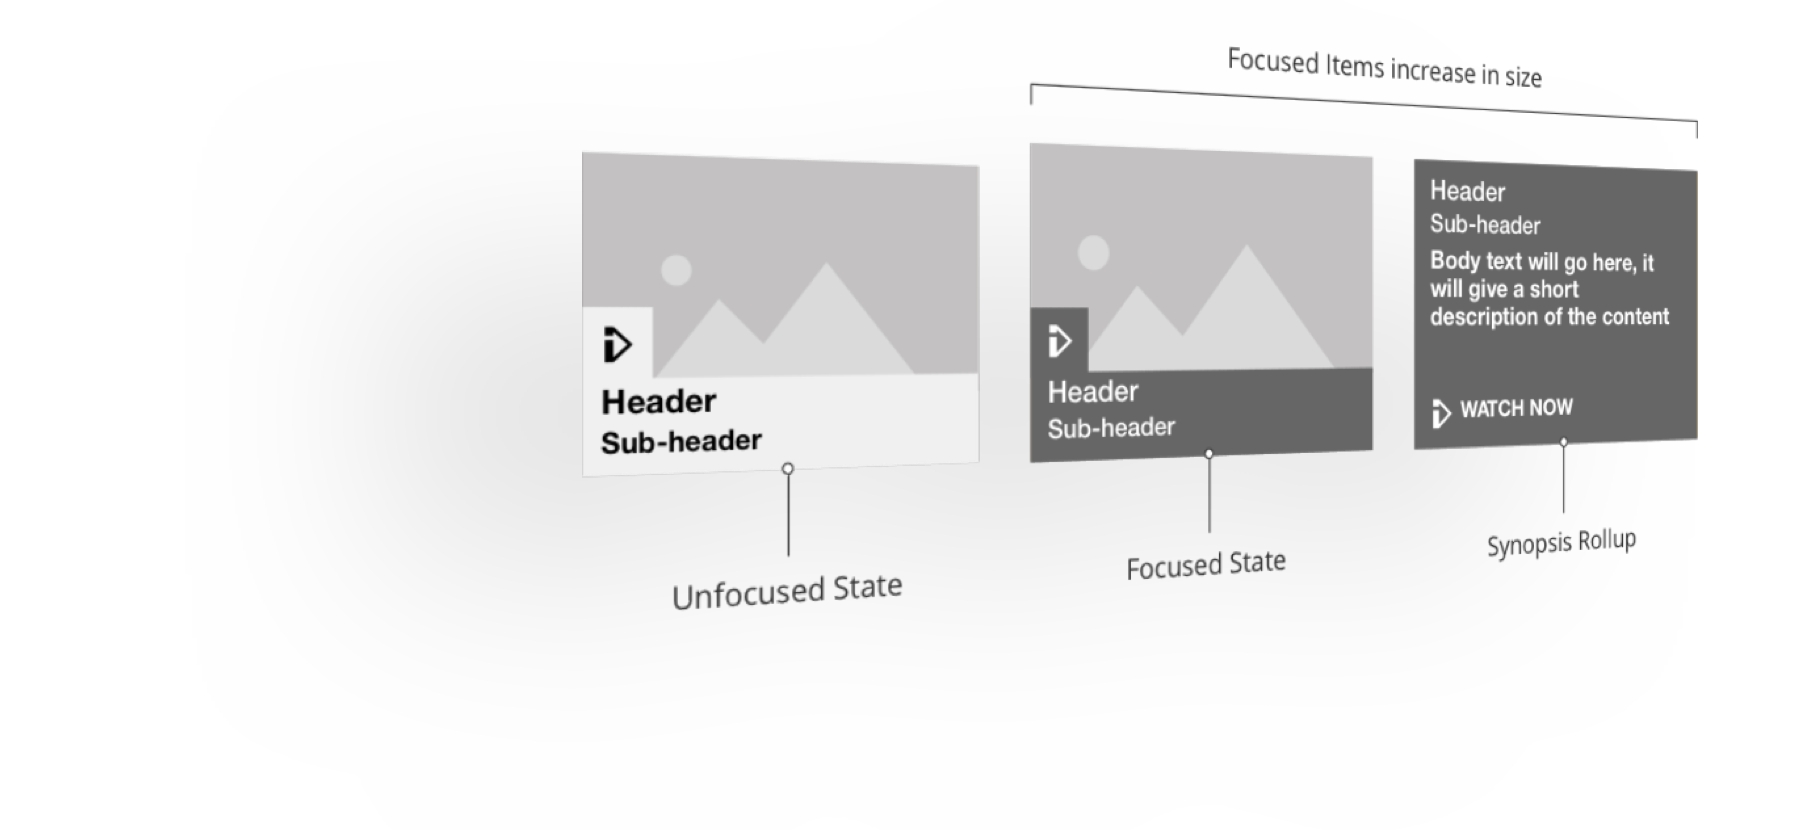 Focused Items increase in size
Header
Sub-header
Unfocused State
Header
Sub-header
Focused State
Header
Sub-header
Body text will go here, it
will give a short
description of the content
WATCH NOW
Synopsis Rollup